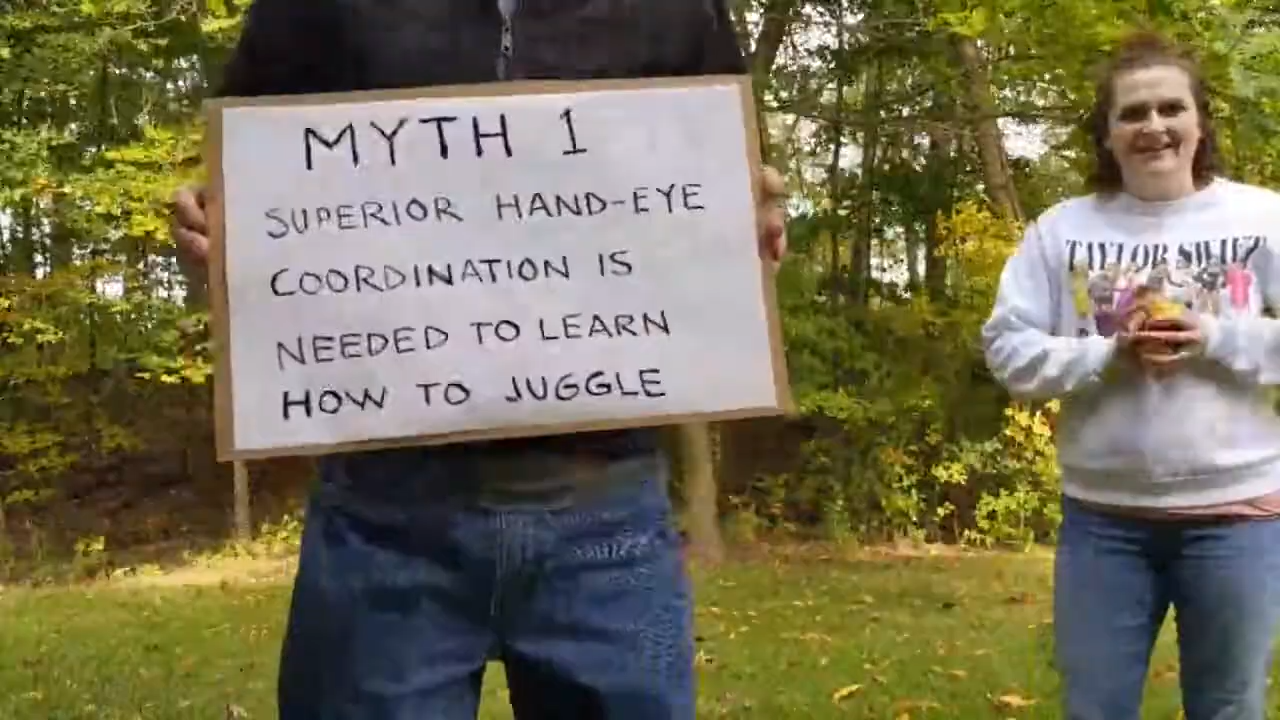 MYTH 1
SUPERIOR HAND-EYE
COORDINATION IS
NEEDED TO LEARN
HOW TO JUGGLE
TAYLOR SWIFT